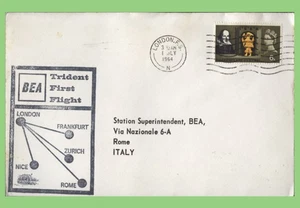 BEA
Trident
First
Flight
LONDON
FRANKFURT
ZURICH
NICE
ROME
LONDON
1 JLY
1964
N
Station Superintendent, BEA,
Via Nazionale 6-A
Rome
ITALY